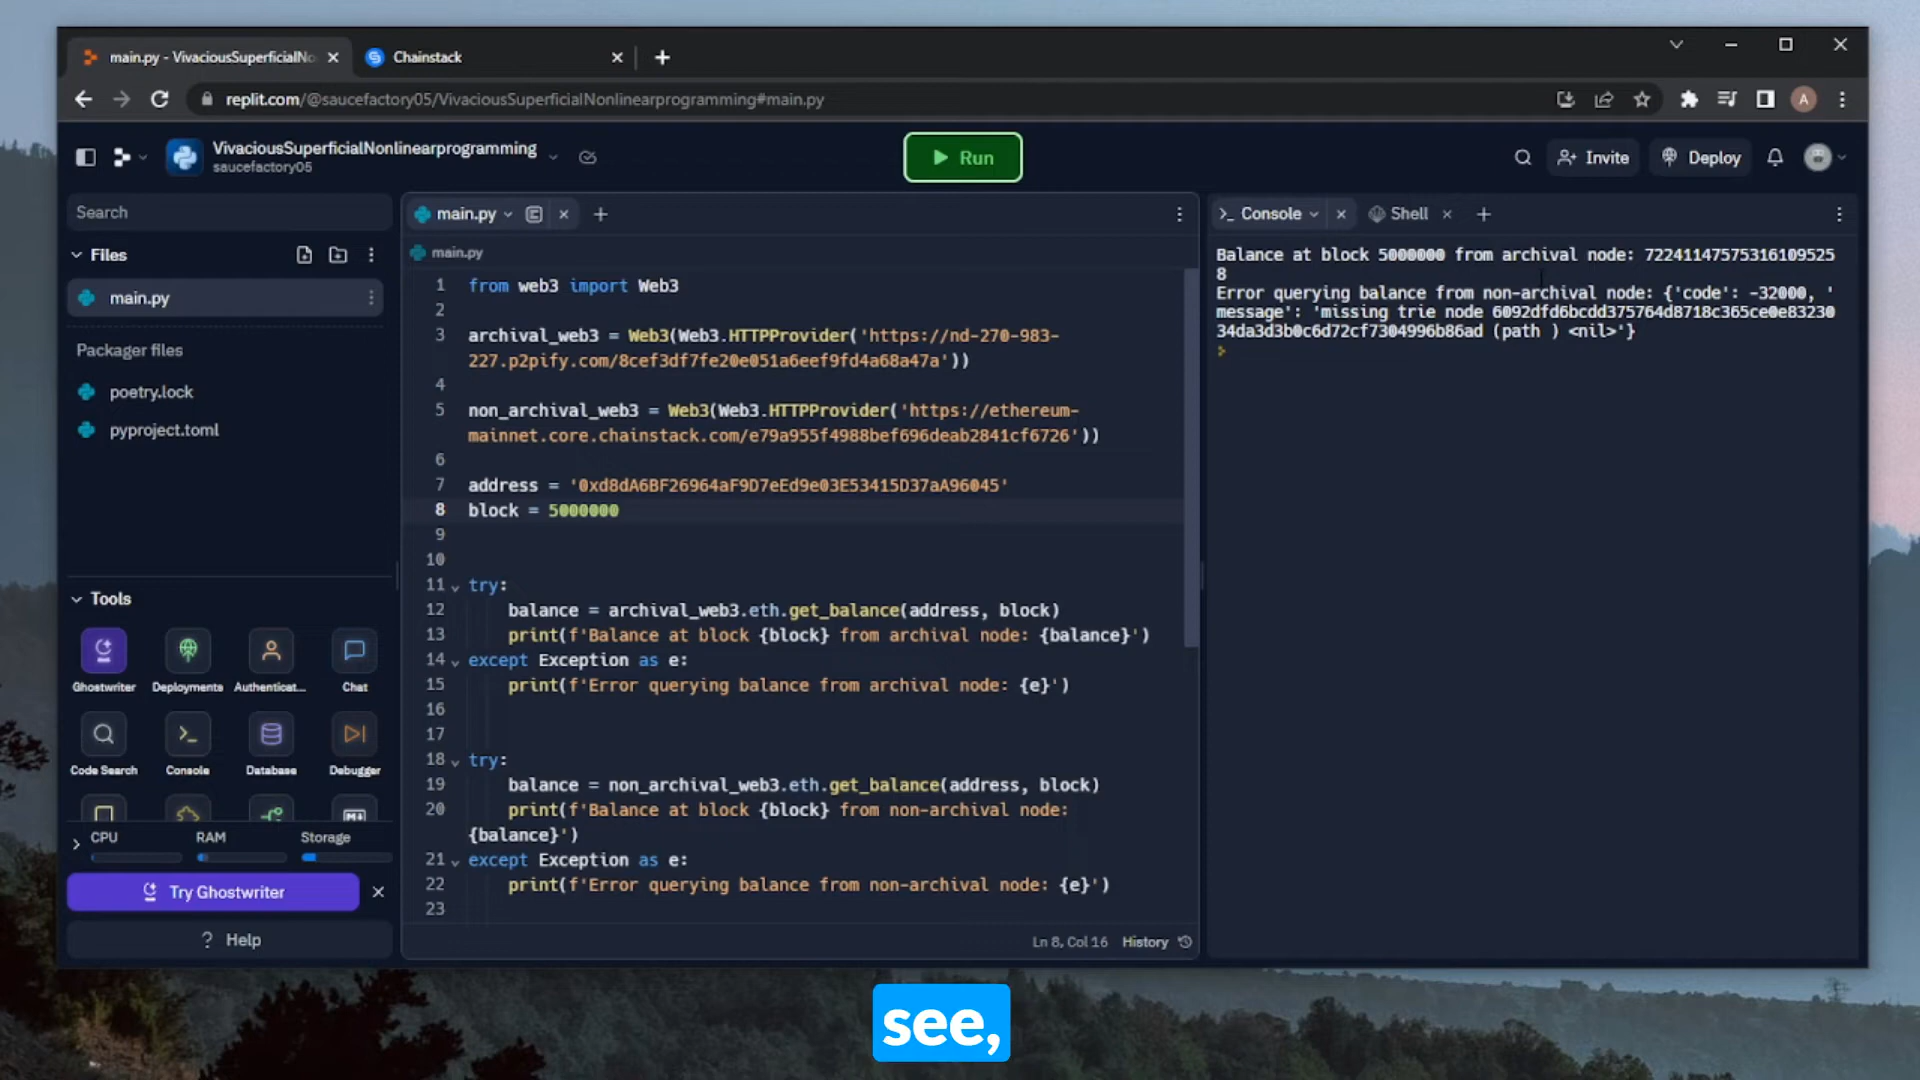 main.py - VivaciousSuperficialNo
Chainstack
replit.com/@saucefactory05/VivaciousSuperficialNonlinearprogramming#main.py
A
VivaciousSuperficialNonlinearprogramming
saucefactory05
Run
Invite
Deploy
Search
Files
main.py
Packager files
poetry.lock
pyproject.toml
Tools
Ghostwriter
Deployments
Authenticat...
Chat
Code Search
Console
Database
Debugger
CPU
RAM
Storage
Try Ghostwriter
? Help
main.py
main.py
1 from web3 import Web3
2
3 archival_web3 = Web3(Web3.HTTPProvider('https://nd-270-983-
227.p2pify.com/8cef3df7fe20e051a6eef9fd4a68a47a'))
4
5 non_archival_web3 = Web3(Web3.HTTPProvider('https://ethereum-
mainnet.core.chainstack.com/e79a955f4988bef696deab2841cf6726'))
6
7 address = '0xd8dA6BF26964aF9D7eEd9e03E53415D37aA96045'
8 block = 5000000
9
10
11 try:
12 balance = archival_web3.eth.get_balance(address, block)
13 print(f'Balance at block {block} from archival node: {balance}')
14 except Exception as e:
15 print(f'Error querying balance from archival node: {e}')
16
17
18 try:
19 balance = non_archival_web3.eth.get_balance(address, block)
20 print(f'Balance at block {block} from non-archival node:
{balance}')
21 except Exception as e:
22 print(f'Error querying balance from non-archival node: {e}')
23
Ln 8, Col 16 History
Console
Shell
Balance at block 5000000 from archival node: 7224114757531610952​5
8
Error querying balance from non-archival node: {'code': -32000, '
message': 'missing trie node 6092dfd6bcdd375764d8718c365ce0e83230
34da3d3b0c6d72cf7304996b86ad (path ) <nil>'}
see,